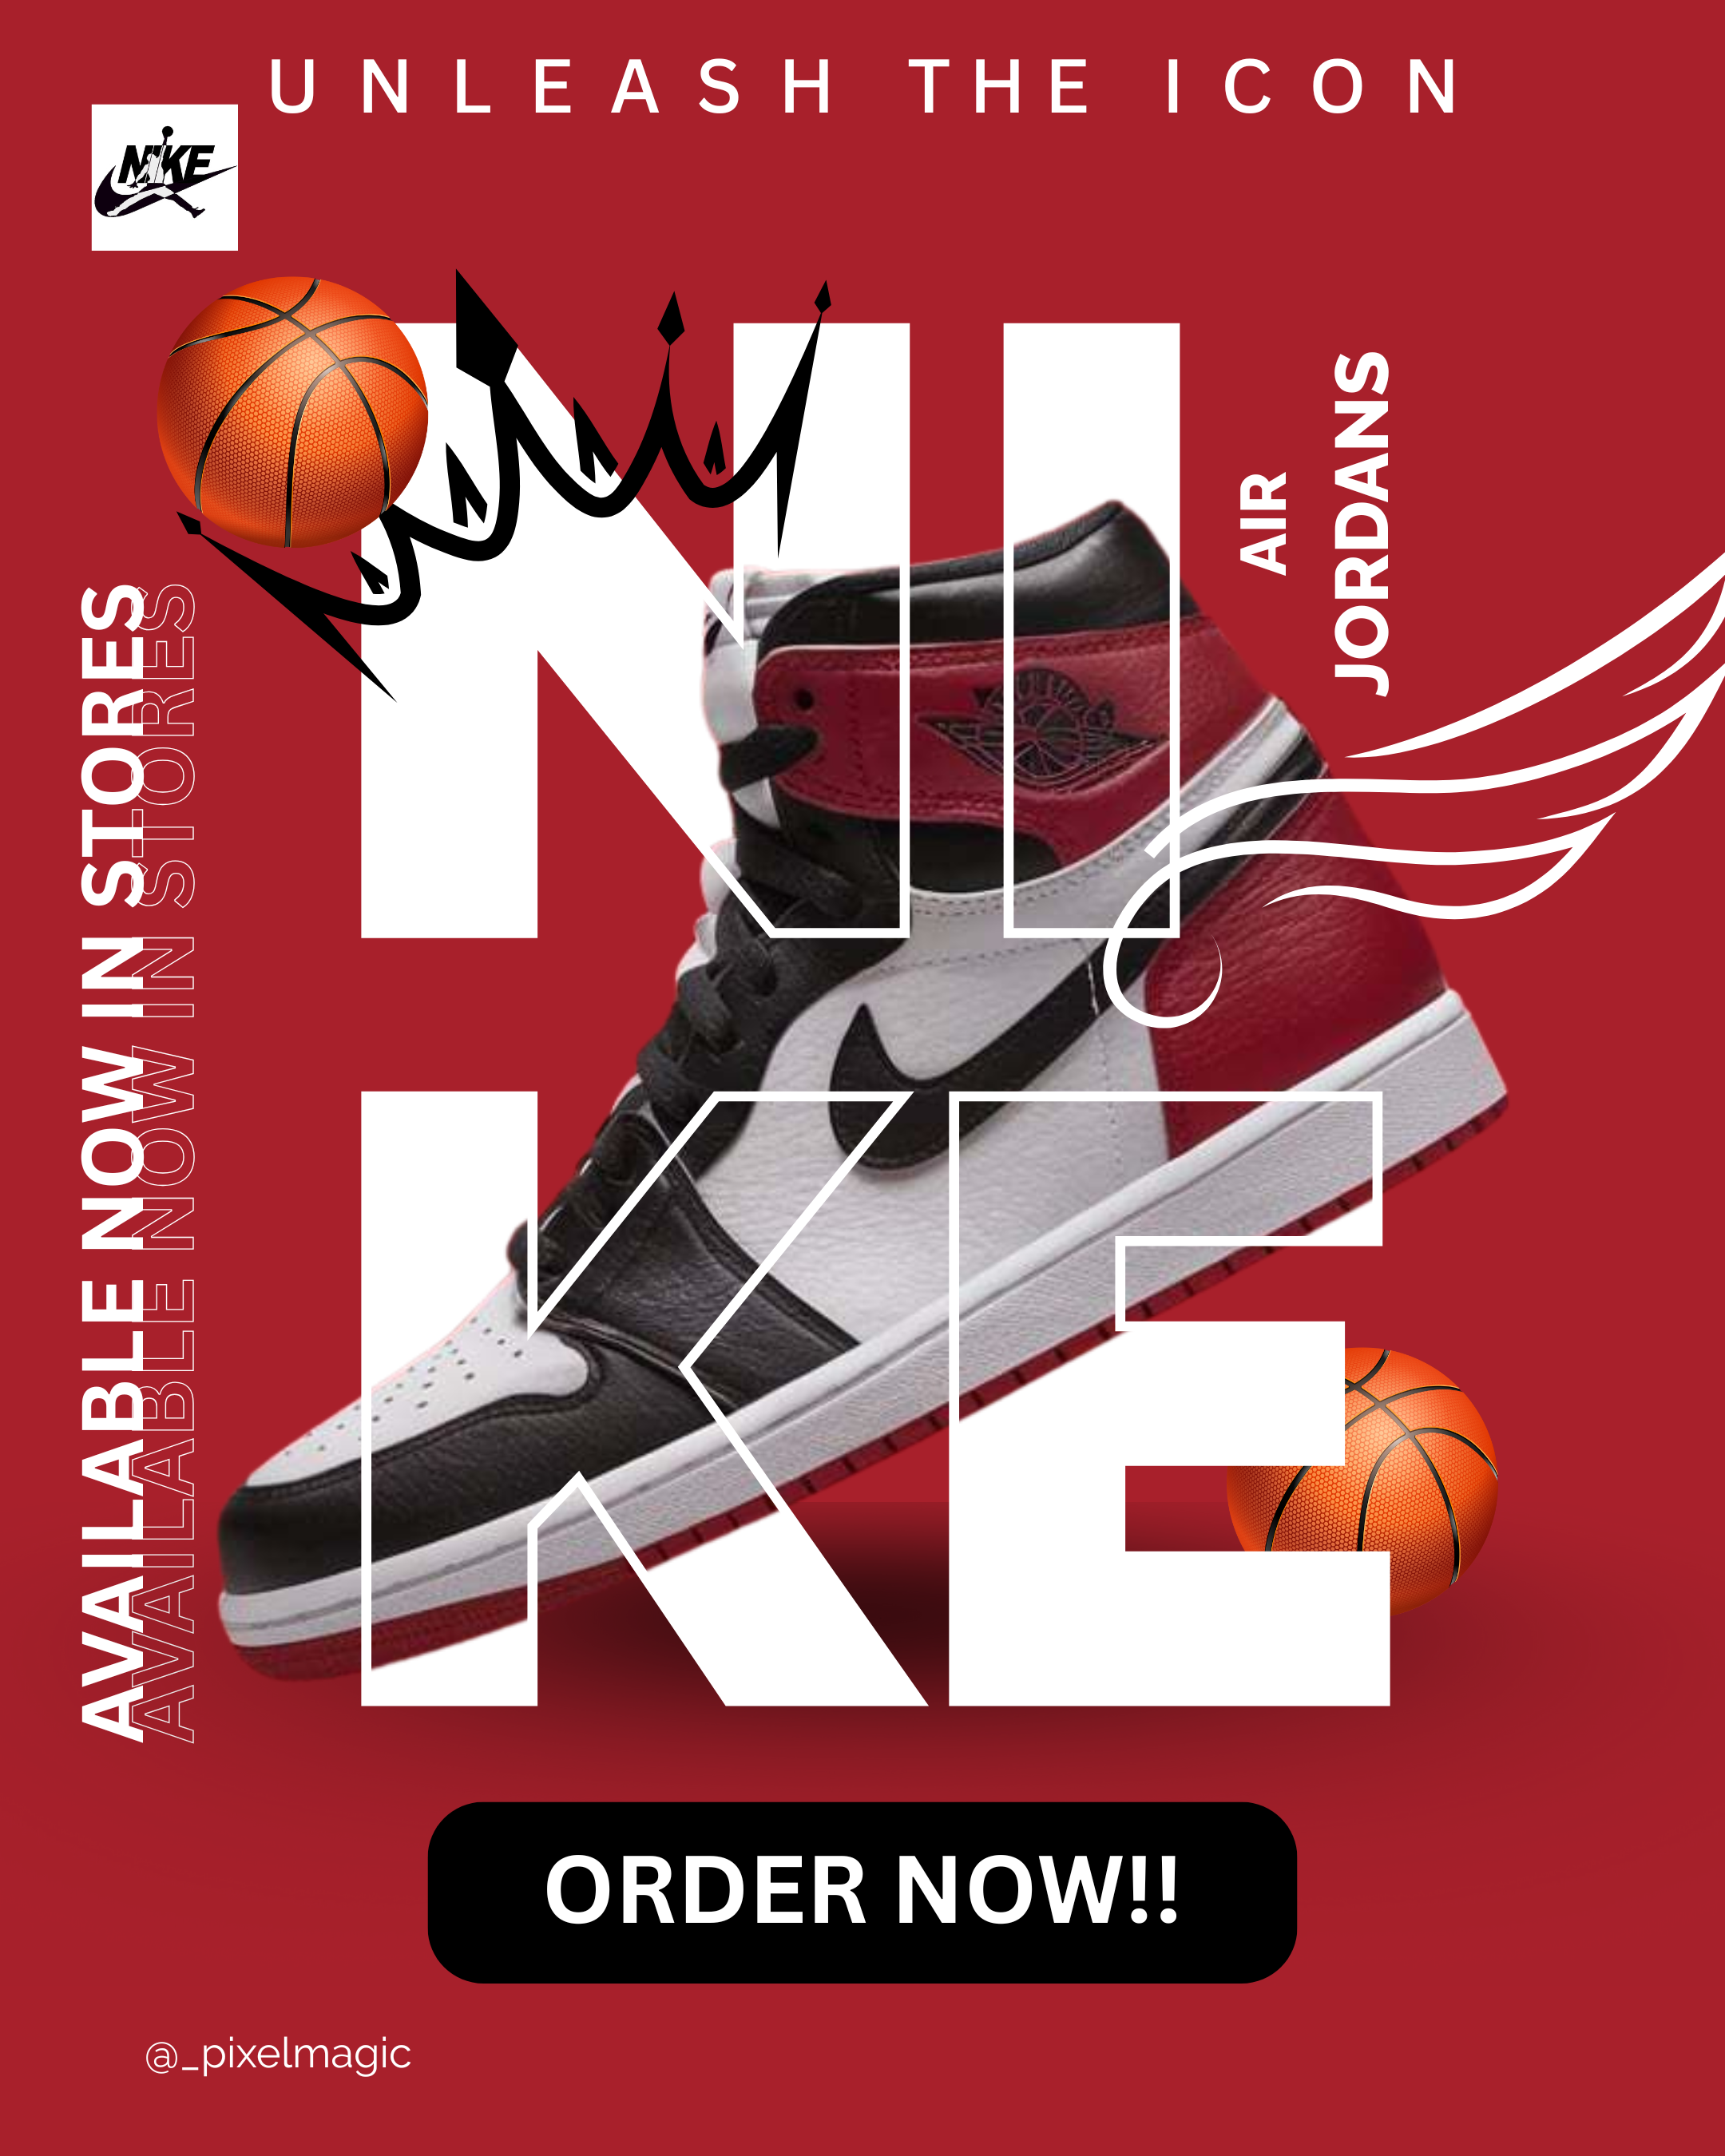 UNLEASH THE ICON
NIKE
NI
KE
AIR
JORDANS
AVAILABLE NOW IN STORES
AVAILABLE NOW IN STORES
ORDER NOW!!
@_pixelmagic